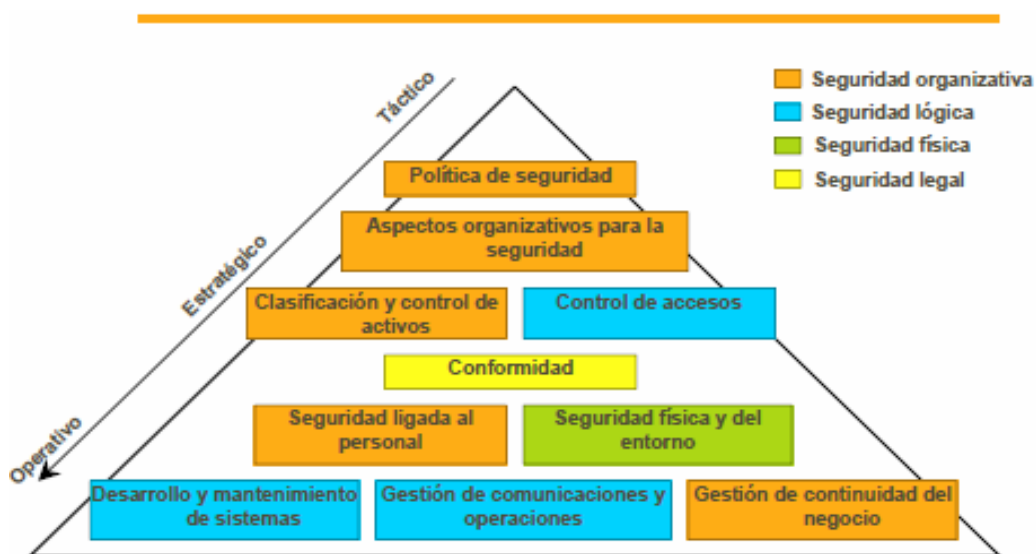 Táctico
Estratégico
Operativo
Seguridad organizativa
Seguridad lógica
Seguridad física
Seguridad legal
Política de seguridad
Aspectos organizativos para la
seguridad
Clasificación y control de
activos
Control de accesos
Conformidad
Seguridad ligada al
personal
Seguridad física y del
entorno
Desarrollo y mantenimiento
de sistemas
Gestión de comunicaciones y
operaciones
Gestión de continuidad del
negocio